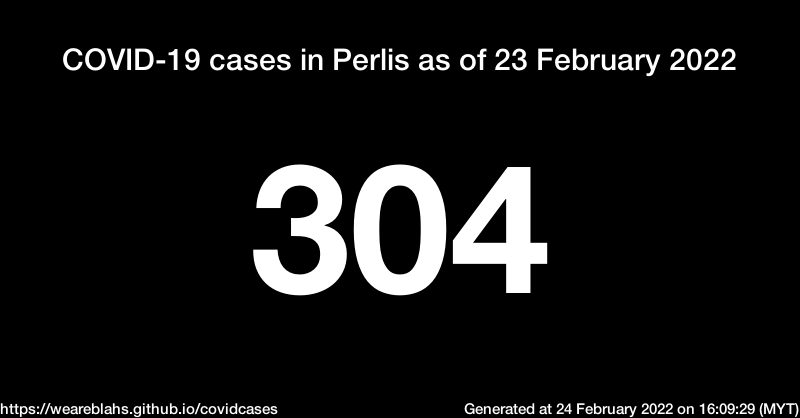 COVID-19 cases in Perlis as of 23 February 2022
304
https://weareblahs.github.io/covidcases
Generated at 24 February 2022 on 16:09:29 (MYT)